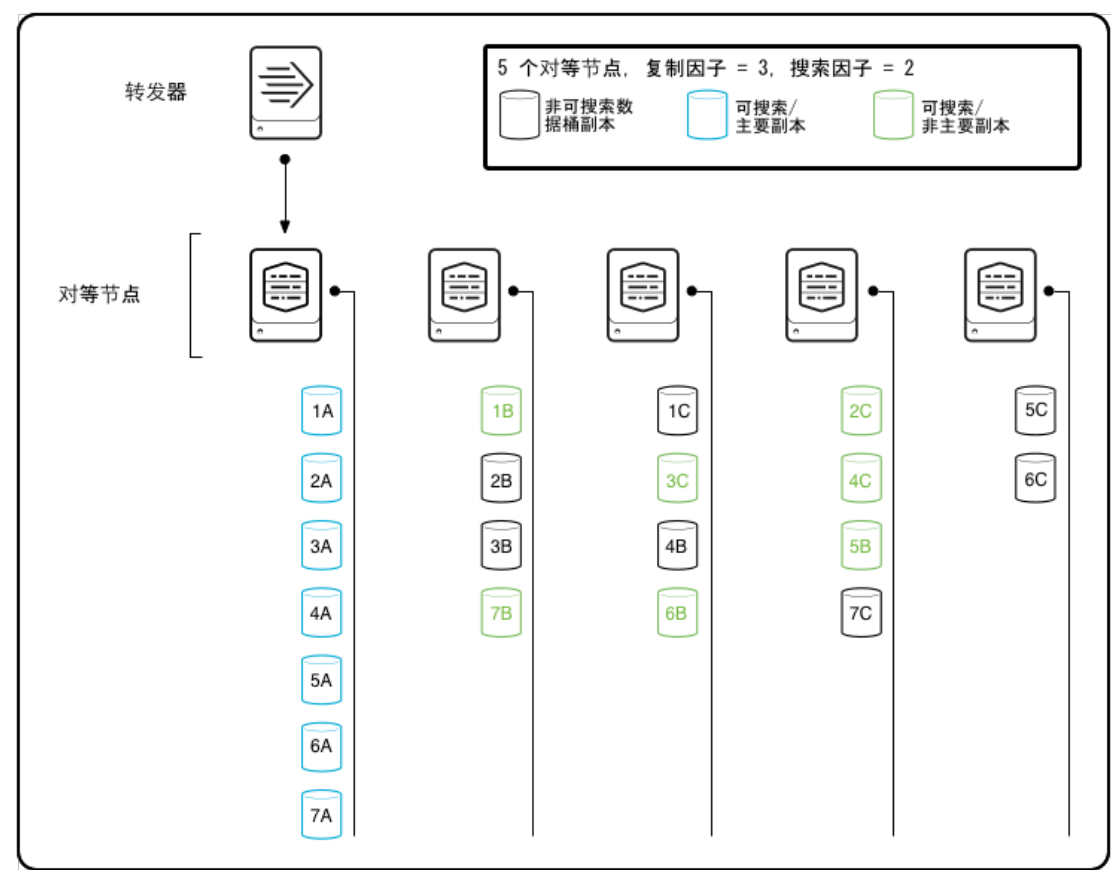 转发器
5 个对等节点, 复制因子 = 3, 搜索因子 = 2
非可搜索数
据桶副本
可搜索/
主要副本
可搜索/
非主要副本
对等节点
1A 1B 1C 2C 5C
2A 2B 3C 4C 6C
3A 3B 4B 5B
4A 7B 6B 7C
5A
6A
7A